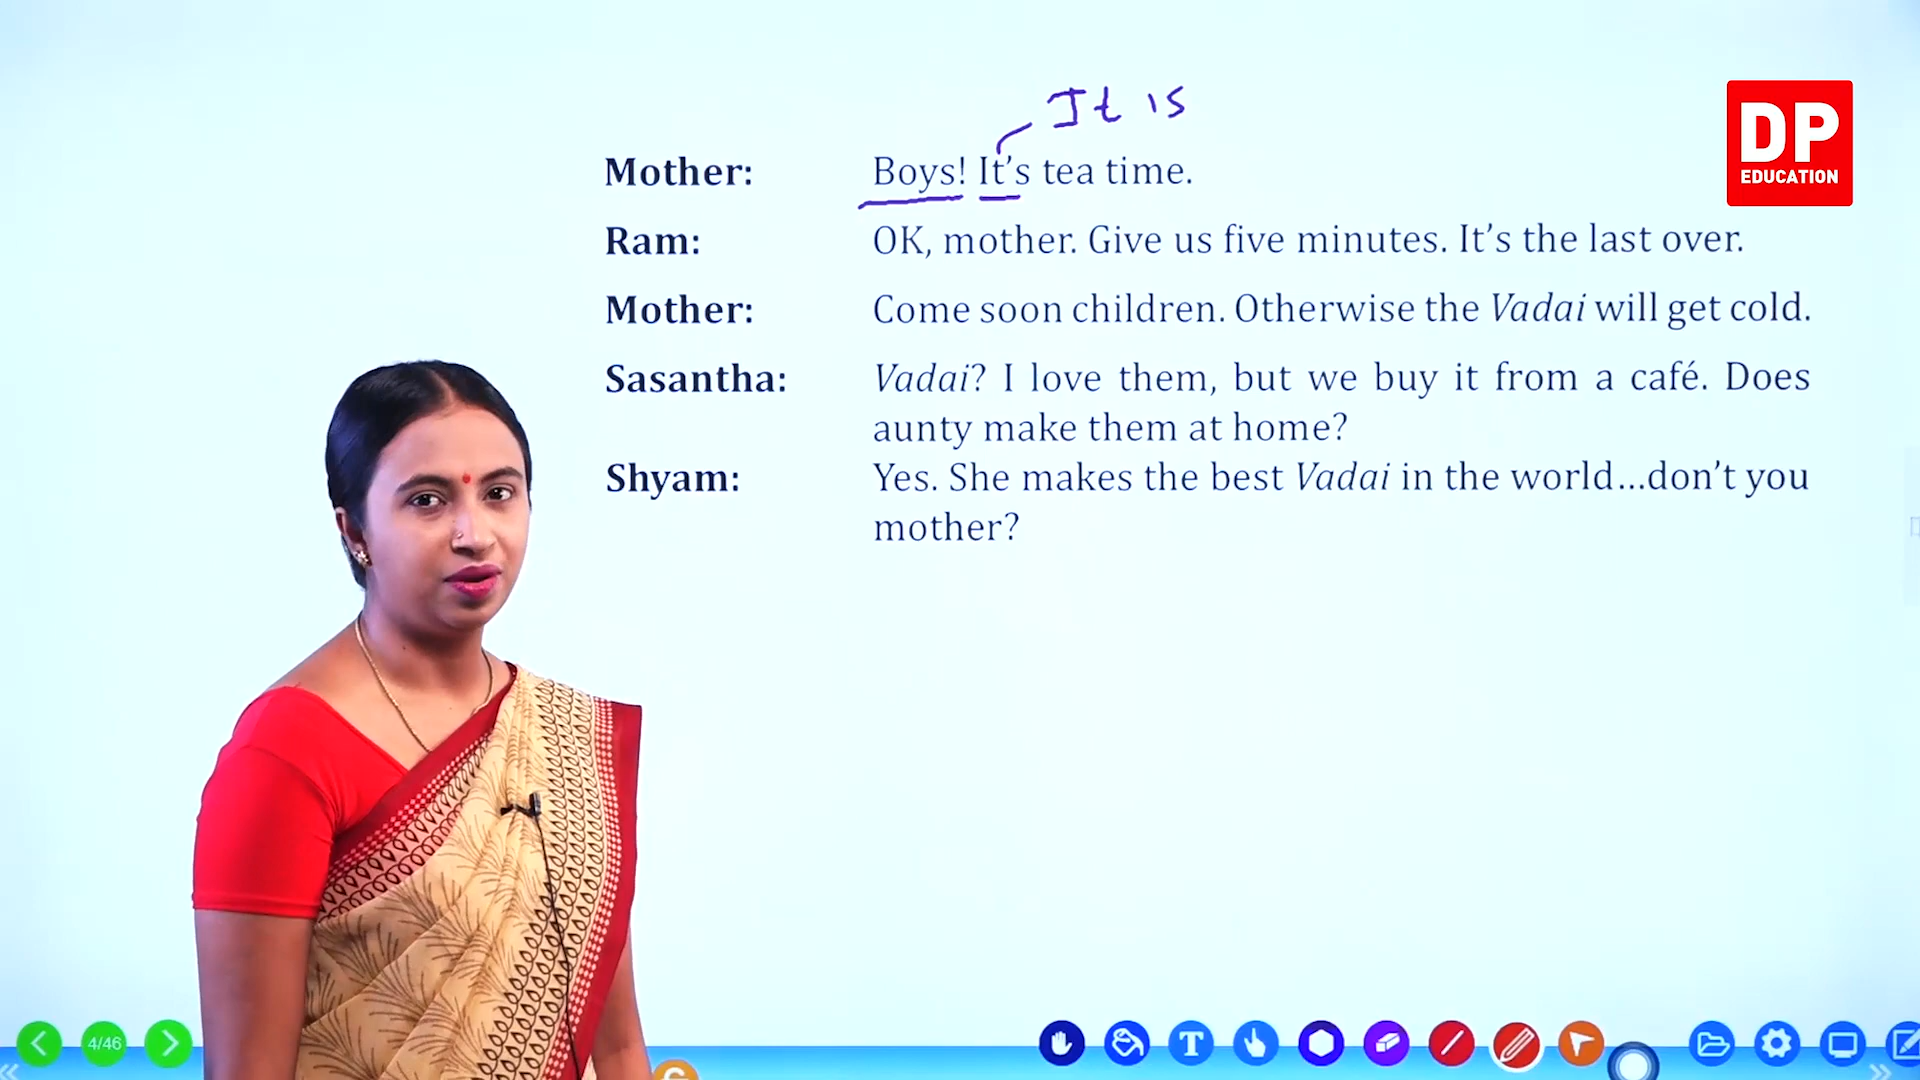 It is
DP
EDUCATION
Mother: Boys! It's tea time.
Ram: OK, mother. Give us five minutes. It's the last over.
Mother: Come soon children. Otherwise the Vadai will get cold.
Sasantha: Vadai? I love them, but we buy it from a café. Does
aunty make them at home?
Shyam: Yes. She makes the best Vadai in the world...don't you
mother?
4/46
T